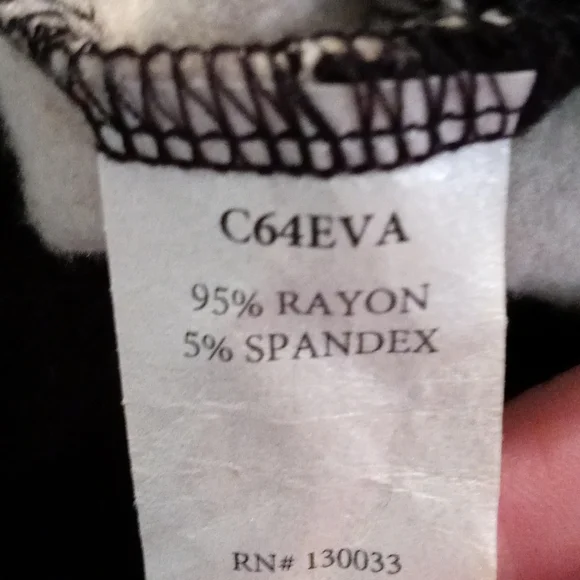 C64EVA
95% RAYON
5% SPANDEX
RN# 130033